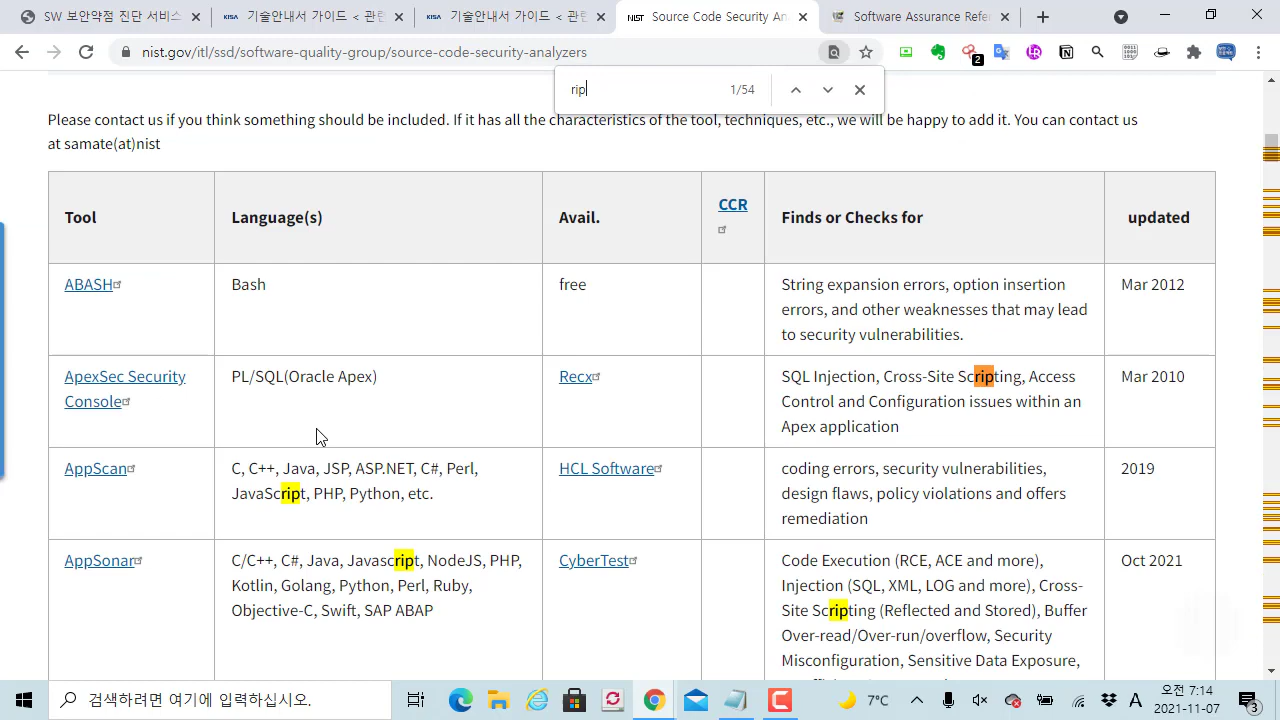 SW 보안약점 진단 서비스
KISA 기술안내서 가이드 < 관련
KISA 기술안내서 가이드 < 관련
NIST Source Code Security An
Software Assurance Refe
nist.gov/itl/ssd/software-quality-group/source-code-security-analyzers
2
rip 1/54
Please contact us if you think something should be included. If it has all the characteristics of the tool, techniques, etc., we will be happy to add it. You can contact us
at samate(at)nist
Tool Language(s) Avail. CCR Finds or Checks for updated
ABASH Bash free String expansion errors, option insertion Mar 2012
errors, and other weaknesses that may lead
to security vulnerabilities.
ApexSec Security PL/SQL(Oracle Apex) Recx SQL Injection, Cross-Site Scripting, Access Mar 2010
Console Control and Configuration issues within an
Apex application
AppScan C, C++, Java, JSP, ASP.NET, C#, Perl, HCL Software coding errors, security vulnerabilities, 2019
JavaScript, PHP, Python, etc. design flaws, policy violations and offers
remediation
AppSonar C/C++, C#, Java, Javascript, NodeJS, PHP, CyberTest Code Execution (RCE, ACE and more), Oct 2021
Kotlin, Golang, Python, Perl, Ruby, Injection (SQL, XML, LOG and more), Cross-
Objective-C, Swift, SAP ABAP Site Scripting (Reflected and Stored), Buffer
Over-read/Over-run/overflow, Security
Misconfiguration, Sensitive Data Exposure,
검색하려면 여기에 입력하십시오.
7°C
A
오전 7:14
2021-11-07
3